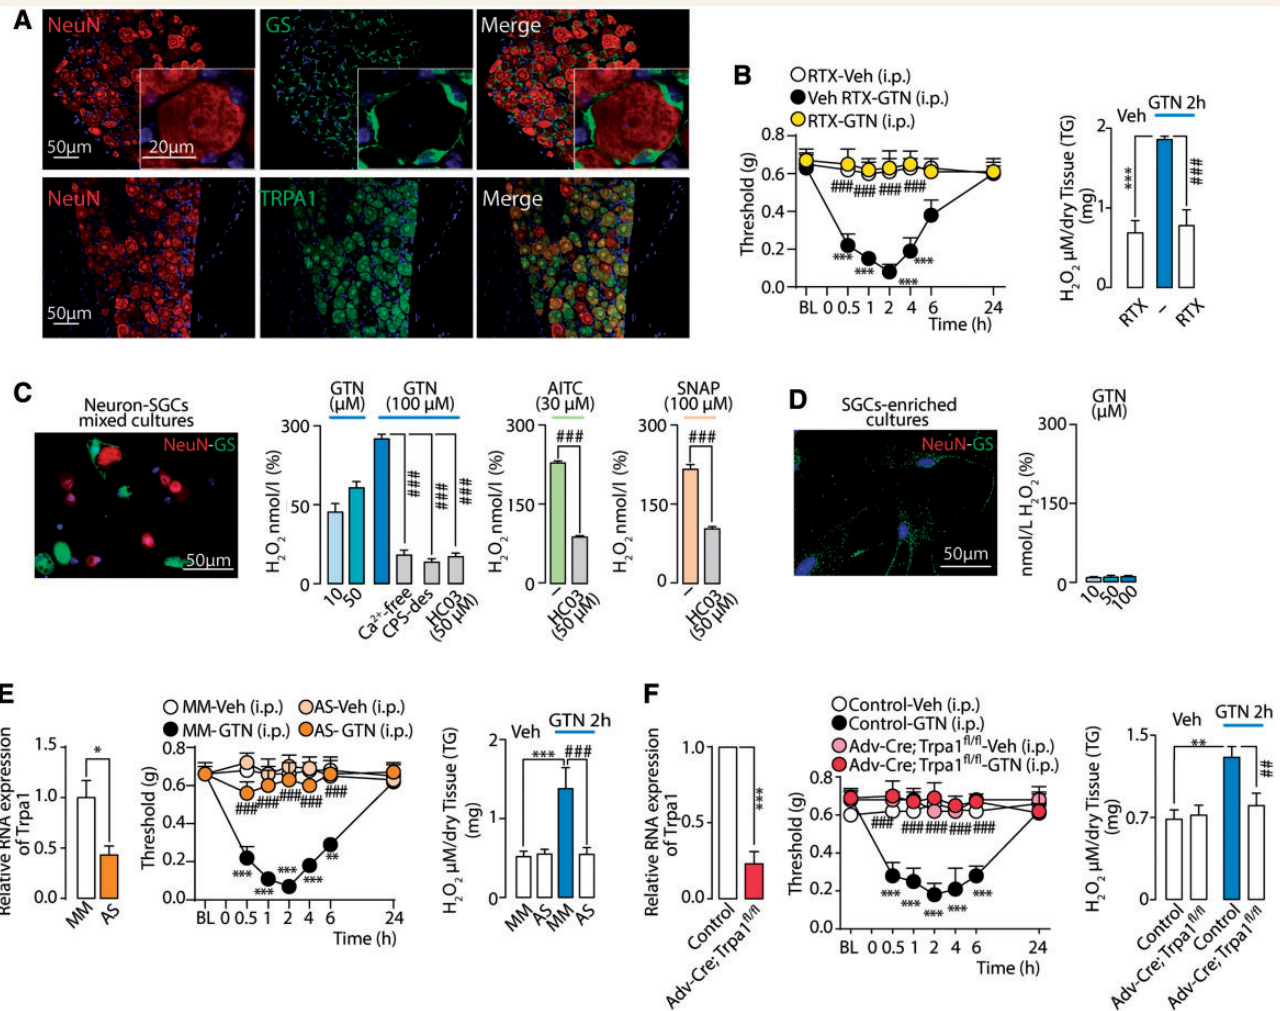 A
NeuN
GS
Merge
50µm
20µm
NeuN
TRPA1
Merge
50µm
B
RTX-Veh (i.p.)
Veh RTX-GTN (i.p.)
RTX-GTN (i.p.)
Threshold (g)
0.8
0.6
0.4
0.2
0.0
### ### ### ###
*** *** *** ***
BL 0 0.5 1 2 4 6 24
Time (h)
Veh
GTN 2h
H₂O₂ µM/dry Tissue (TG)
(mg)
2
1
0
***
###
RTX – RTX
C
Neuron-SGCs
mixed cultures
NeuN-GS
50µm
GTN
(µM)
GTN
(100 µM)
H₂O₂ nmol/l (%)
300
50
0
### ### ###
10 50
Ca²⁺-free
CPS-des
HC03
(50 µM)
AITC
(30 µM)
H₂O₂ nmol/l (%)
300
150
0
###
–
HC03
(50 µM)
SNAP
(100 µM)
H₂O₂ nmol/l (%)
300
150
0
###
–
HC03
(50 µM)
D
SGCs-enriched
cultures
NeuN-GS
50µm
GTN
(µM)
nmol/L H₂O₂ (%)
300
150
0
10 50 100
E
Relative RNA expression
of Trpa1
1.5
1.0
0.5
0.0
*
MM AS
MM-Veh (i.p.)
AS-Veh (i.p.)
MM-GTN (i.p.)
AS- GTN (i.p.)
Threshold (g)
0.8
0.6
0.4
0.2
0.0
### ### ### ### ###
*** *** *** *** **
BL 0 0.5 1 2 4 6 24
Time (h)
Veh
GTN 2h
H₂O₂ µM/dry Tissue (TG)
(mg)
2
1
0
*** ###
MM AS MM AS
F
Relative RNA expression
of Trpa1
1.0
0.5
0.0
***
Control
Adv-Cre; Trpa1fl/fl
Control-Veh (i.p.)
Control-GTN (i.p.)
Adv-Cre; Trpa1fl/fl-Veh (i.p.)
Adv-Cre; Trpa1fl/fl-GTN (i.p.)
Threshold (g)
0.8
0.6
0.4
0.2
0.0
### ### ### ### ###
*** *** *** *** ***
BL 0 0.5 1 2 4 6 24
Time (h)
Veh
GTN 2h
H₂O₂ µM/dry Tissue (TG)
(mg)
1.5
0.7
0
** ##
Control
Adv-Cre; Trpa1fl/fl
Control
Adv-Cre; Trpa1fl/fl